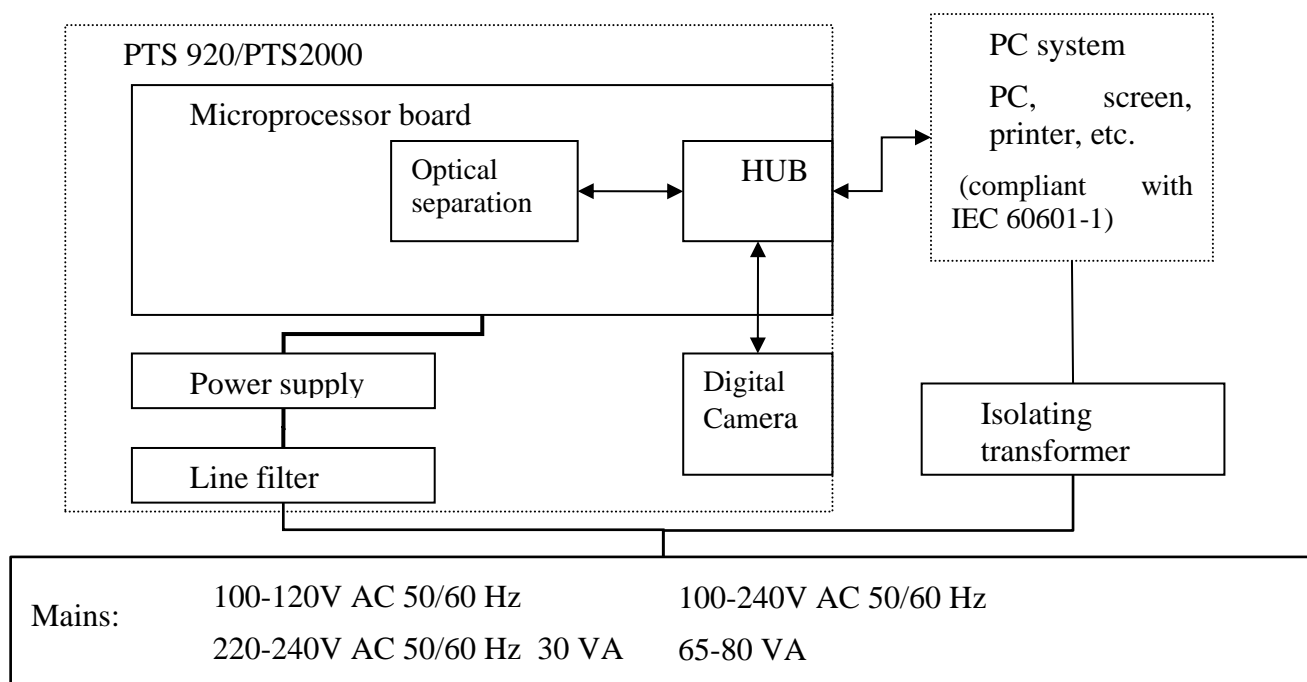 PTS 920/PTS2000
Microprocessor board
Optical
separation
HUB
PC system
PC, screen,
printer, etc.
(compliant with
IEC 60601-1)
Power supply
Line filter
Digital
Camera
Isolating
transformer
Mains:
100-120V AC 50/60 Hz
220-240V AC 50/60 Hz 30 VA
100-240V AC 50/60 Hz
65-80 VA